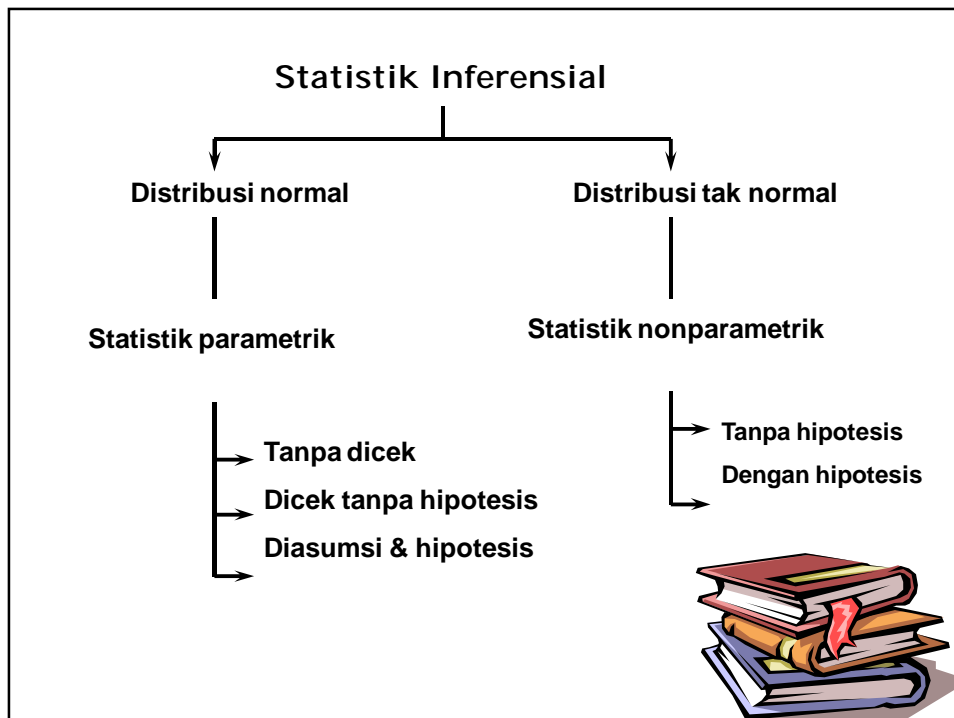 Statistik Inferensial
Distribusi normal
Distribusi tak normal
Statistik parametrik
Statistik nonparametrik
Tanpa dicek
Dicek tanpa hipotesis
Diasumsi & hipotesis
Tanpa hipotesis
Dengan hipotesis